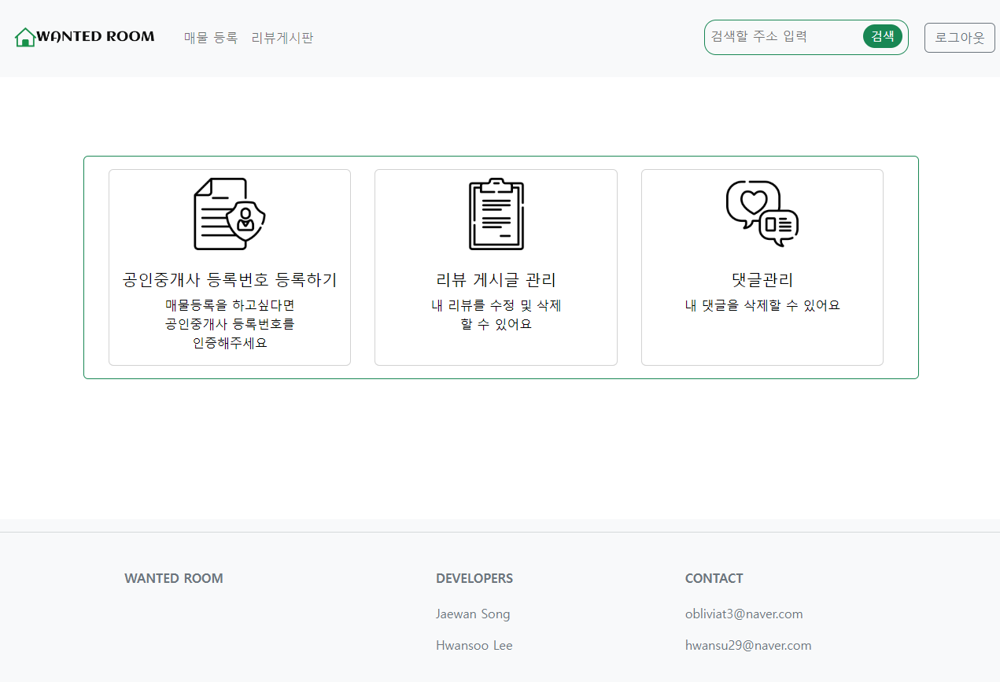 WANTED ROOM
매물 등록
리뷰게시판
검색할 주소 입력
검색
로그아웃
공인중개사 등록번호 등록하기
매물등록을 하고싶다면
공인중개사 등록번호를
인증해주세요
리뷰 게시글 관리
내 리뷰를 수정 및 삭제
할 수 있어요
댓글관리
내 댓글을 삭제할 수 있어요
WANTED ROOM
DEVELOPERS
Jaewan Song
Hwansoo Lee
CONTACT
obliviat3@naver.com
hwansu29@naver.com